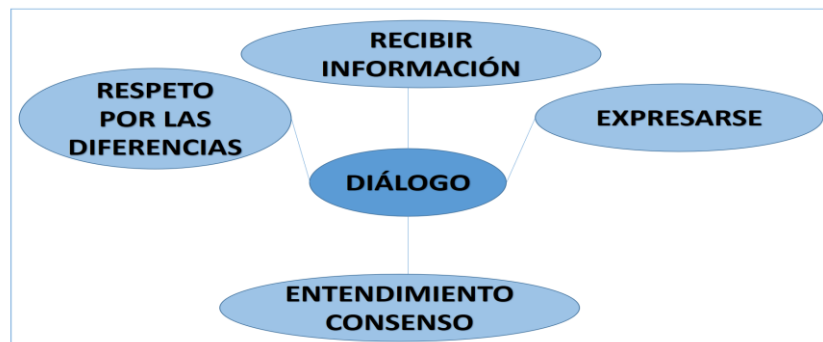 RECIBIR
INFORMACIÓN
RESPETO
POR LAS
DIFERENCIAS
EXPRESARSE
DIÁLOGO
ENTENDIMIENTO
CONSENSO